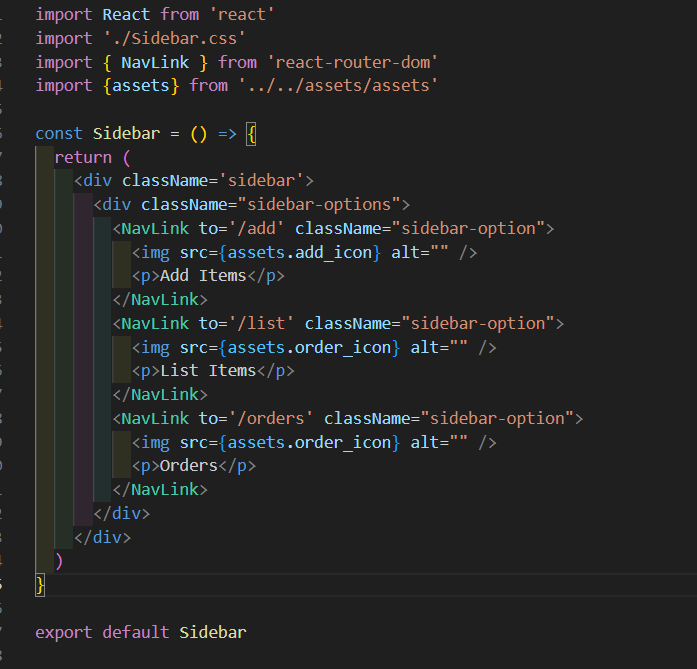 import React from 'react'
import './Sidebar.css'
import { NavLink } from 'react-router-dom'
import {assets} from '../../assets/assets'

const Sidebar = () => {
  return (
    <div className='sidebar'>
      <div className="sidebar-options">
        <NavLink to='/add' className="sidebar-option">
          <img src={assets.add_icon} alt="" />
          <p>Add Items</p>
        </NavLink>
        <NavLink to='/list' className="sidebar-option">
          <img src={assets.order_icon} alt="" />
          <p>List Items</p>
        </NavLink>
        <NavLink to='/orders' className="sidebar-option">
          <img src={assets.order_icon} alt="" />
          <p>Orders</p>
        </NavLink>
      </div>
    </div>
  )
}

export default Sidebar